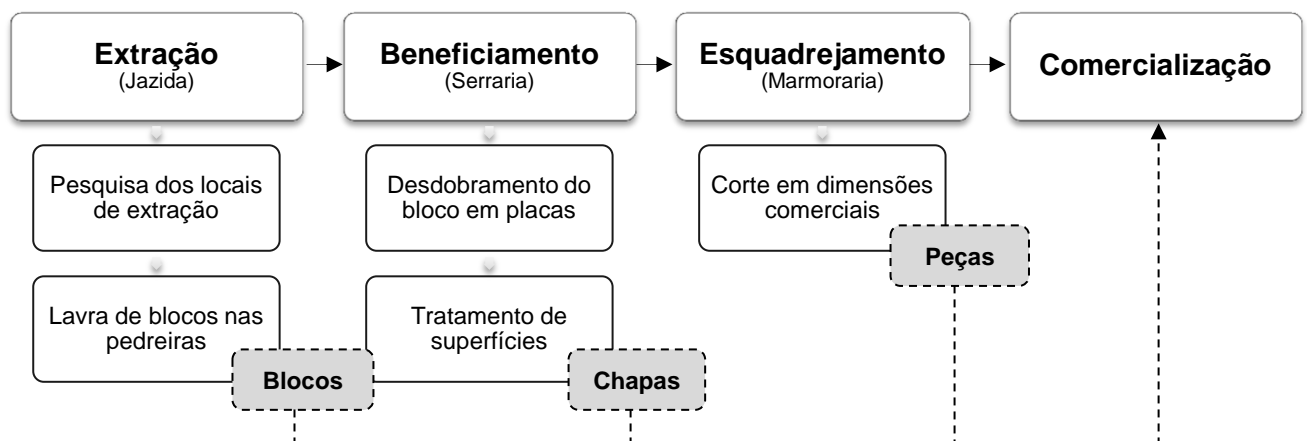 Extração
(Jazida)
Beneficiamento
(Serraria)
Esquadrejamento
(Marmoraria)
Comercialização
Pesquisa dos locais
de extração
Desdobramento do
bloco em placas
Corte em dimensões
comerciais
Peças
Lavra de blocos nas
pedreiras
Tratamento de
superfícies
Blocos
Chapas